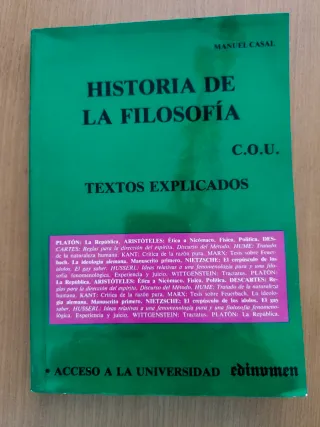 MANUEL CASAL
HISTORIA DE
LA FILOSOFÍA
C.O.U.
TEXTOS EXPLICADOS
PLATÓN: La República, ARISTÓTELES: Ética a Nicómaco, Física, Política. DES-
CARTES: Reglas para la dirección del espíritu. Discurso del Método. HUME: Tratado
de la naturaleza humana. KANT: Crítica de la razón pura. MARX: Tesis sobre Feuer-
bach. La ideología alemana. Manuscrito primero. NIETZSCHE: El crepúsculo de los
ídolos. El gay saber. HUSSERL: Ideas relativas a una fenomenología pura y una filo-
sofía fenomenológica. Experiencia y juicio. WITTGENSTEIN: Tractatus. PLATÓN:
La República. ARISTÓTELES: Ética a Nicómaco, Física, Política. DESCARTES: Re-
glas para la dirección del espíritu. Discurso del Método. HUME: Tratado de la naturaleza
humana. KANT: Crítica de la razón pura. MARX: Tesis sobre Feuerbach. La ideolo-
gía alemana. Manuscrito primero. NIETZSCHE: El crepúsculo de los ídolos. El gay
saber. HUSSERL: Ideas relativas a una fenomenología pura y una filosofía fenomenoló-
gica. Experiencia y juicio. WITTGENSTEIN: Tractatus. PLATÓN: La República.
• ACCESO A LA UNIVERSIDAD edinumen